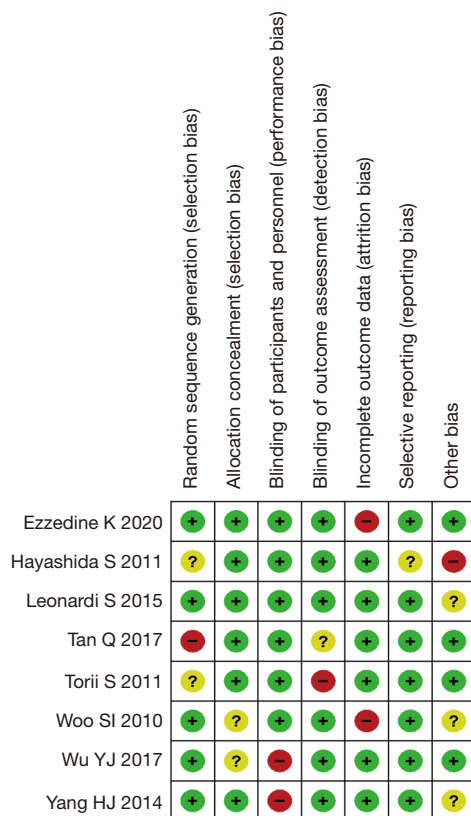 Random sequence generation (selection bias)
Allocation concealment (selection bias)
Blinding of participants and personnel (performance bias)
Blinding of outcome assessment (detection bias)
Incomplete outcome data (attrition bias)
Selective reporting (reporting bias)
Other bias
Ezzedine K 2020 + + + + − + +
Hayashida S 2011 ? + + + + ? −
Leonardi S 2015 + + + + + + ?
Tan Q 2017 − + + ? + + +
Torii S 2011 ? + + − + + +
Woo SI 2010 + ? + + − + ?
Wu YJ 2017 + ? − + + + +
Yang HJ 2014 + + − + + + ?